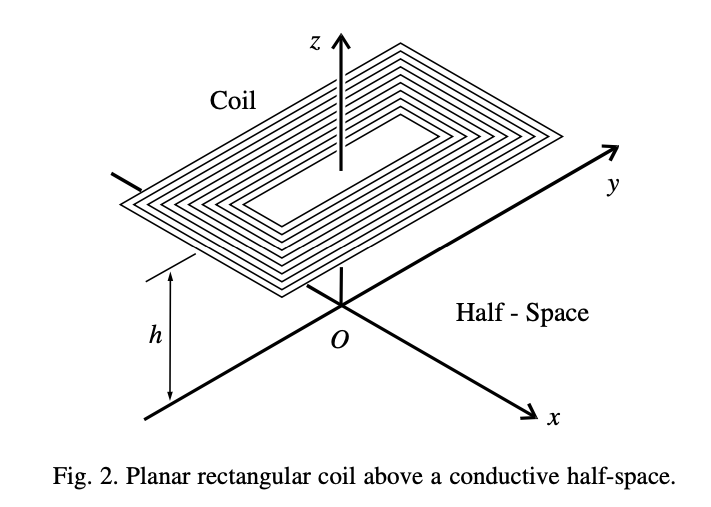 z
Coil
y
h
Half - Space
O
x
Fig. 2. Planar rectangular coil above a conductive half-space.